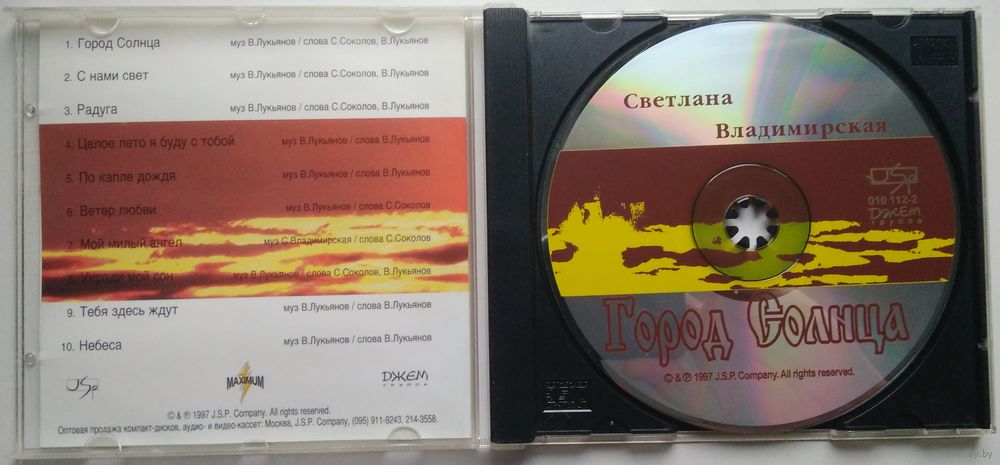 1. Город Солнца муз В.Лукьянов / слова С.Соколов, В.Лукьянов
2. С нами свет муз В.Лукьянов / слова С.Соколов, В.Лукьянов
3. Радуга муз В.Лукьянов / слова С.Соколов, В.Лукьянов
4. Целое лето я буду с тобой муз В.Лукьянов / слова С.Соколов
5. По капле дождя муз В.Лукьянов / слова В.Лукьянов
6. Ветер любви муз В.Лукьянов / слова С.Соколов
7. Мой милый ангел муз С.Владимирская / слова С.Соколов
8. Укради мой сон муз В.Лукьянов / слова С.Соколов, В.Лукьянов
9. Тебя здесь ждут муз В.Лукьянов / слова В.Лукьянов
10. Небеса муз В.Лукьянов / слова В.Лукьянов
JSP MAXIMUM ДЖЕМ
ГРУППА
© & ℗ 1997 J.S.P. Company. All rights reserved.
Оптовая продажа компакт-дисков, аудио- и видео-кассет: Москва, J.S.P. Company, (095) 911-9243, 214-3558.
Светлана
Владимирская
JSP
010 112-2
ДЖЕМ
ГРУППА
Город Солнца
© & ℗ 1997 J.S.P. Company. All rights reserved.